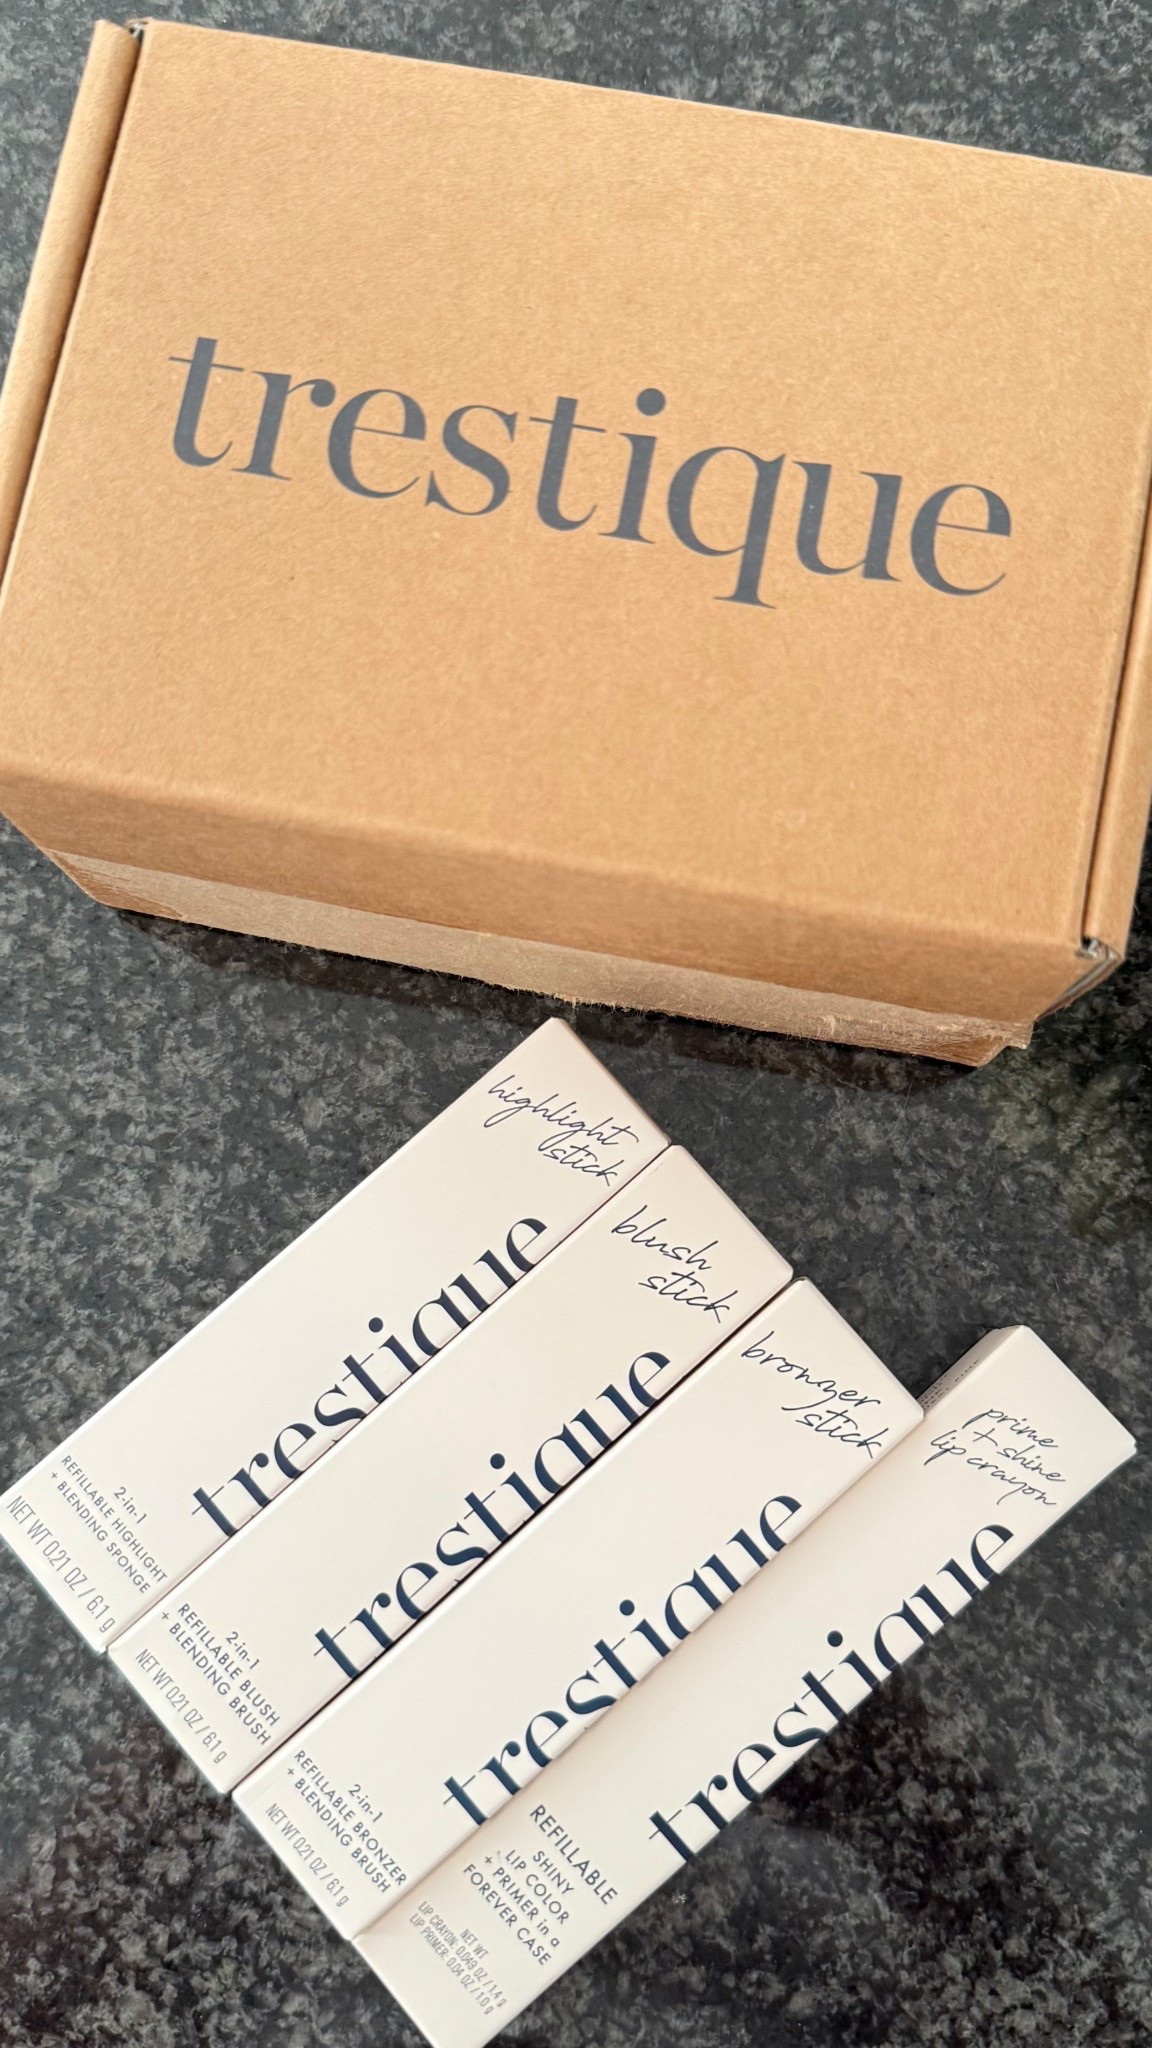 trestique
highlight
stick
trestique
2-in-1
REFILLABLE HIGHLIGHT
+ BLENDING SPONGE
NET WT 0.21 OZ / 6.1 g
blush
stick
trestique
2-in-1
REFILLABLE BLUSH
+ BLENDING BRUSH
NET WT 0.21 OZ / 6.1 g
bronzer
stick
trestique
2-in-1
REFILLABLE BRONZER
+ BLENDING BRUSH
NET WT 0.21 OZ / 6.1 g
prime
+ shine
lip crayon
trestique
REFILLABLE
SHINY
LIP COLOR
+ PRIMER in a
FOREVER CASE
NET WT
LIP CRAYON: 0.049 OZ / 1.4 g
LIP PRIMER: 0.04 OZ / 1.0 g